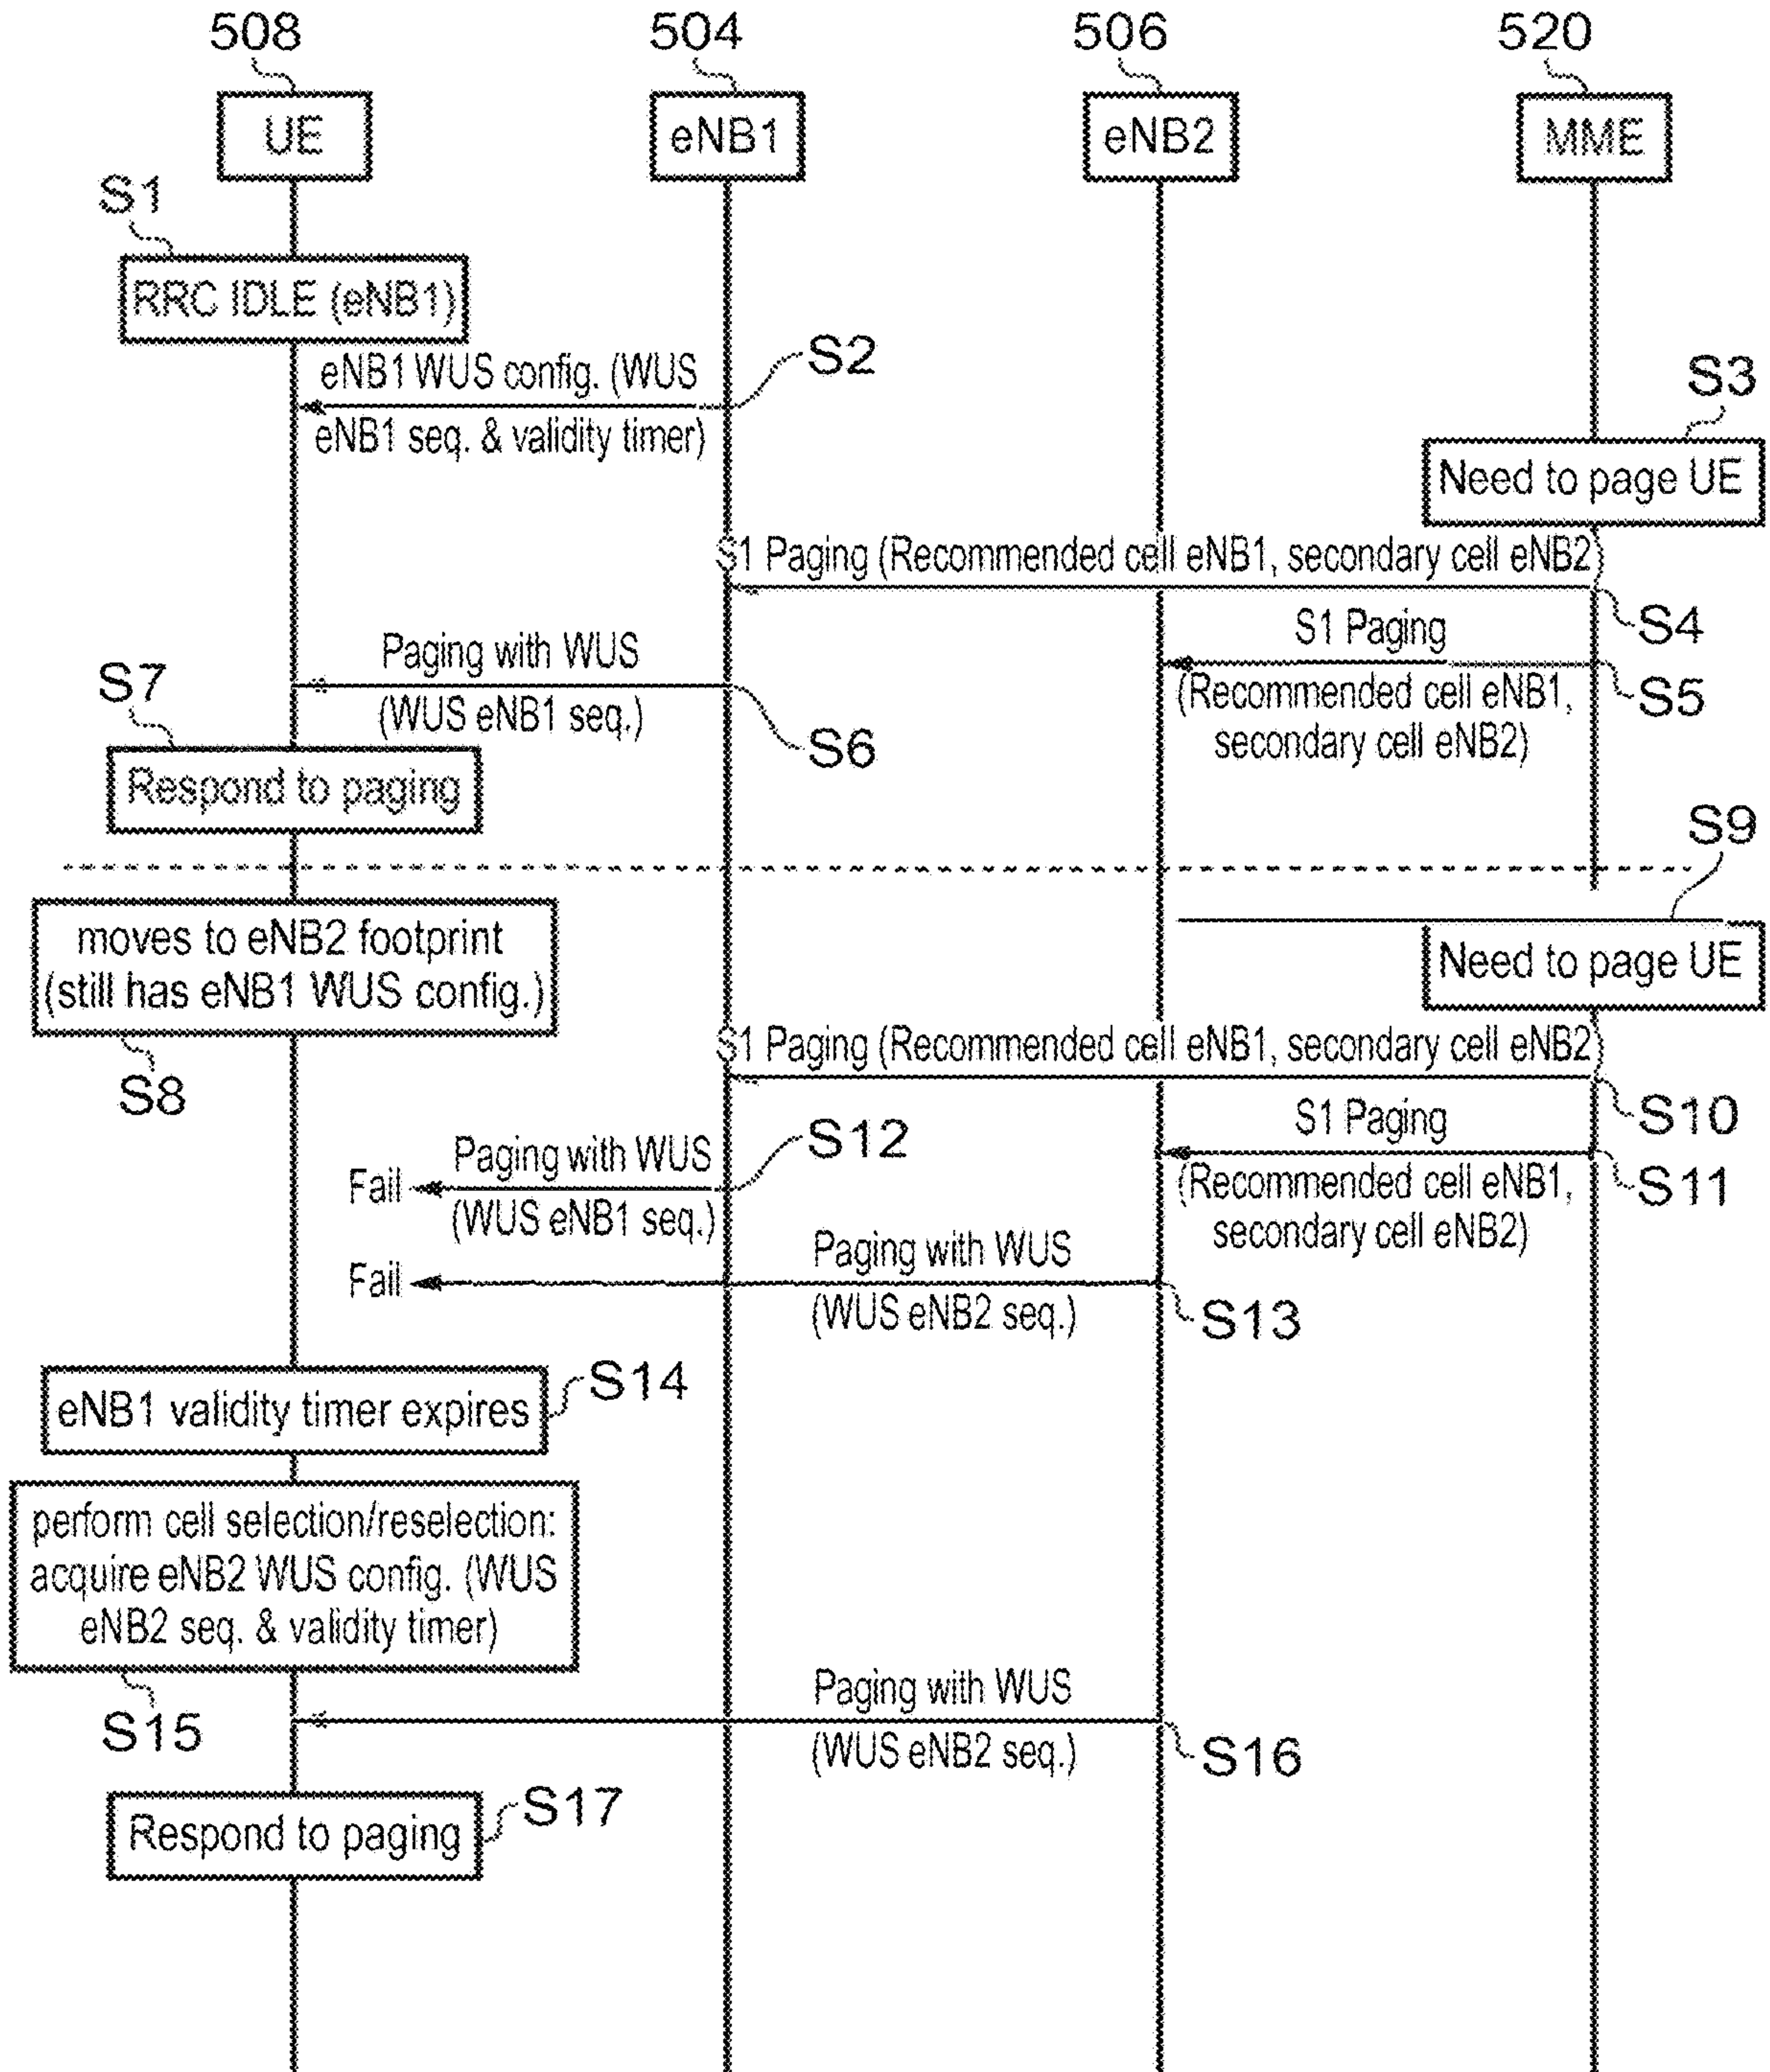 508
504
506
520
UE
eNB1
eNB2
MME
S1
RRC IDLE (eNB1)
S2
eNB1 WUS config. (WUS
eNB1 seq. & validity timer)
S3
Need to page UE
S1 Paging (Recommended cell eNB1, secondary cell eNB2)
S4
S1 Paging
(Recommended cell eNB1,
secondary cell eNB2)
S5
Paging with WUS
(WUS eNB1 seq.)
S6
S7
Respond to paging
S9
moves to eNB2 footprint
(still has eNB1 WUS config.)
S8
Need to page UE
S1 Paging (Recommended cell eNB1, secondary cell eNB2)
S10
S1 Paging
(Recommended cell eNB1,
secondary cell eNB2)
S11
S12
Paging with WUS
Fail
(WUS eNB1 seq.)
Paging with WUS
Fail
(WUS eNB2 seq.)
S13
eNB1 validity timer expires
S14
perform cell selection/reselection:
acquire eNB2 WUS config. (WUS
eNB2 seq. & validity timer)
S15
Paging with WUS
(WUS eNB2 seq.)
S16
Respond to paging
S17